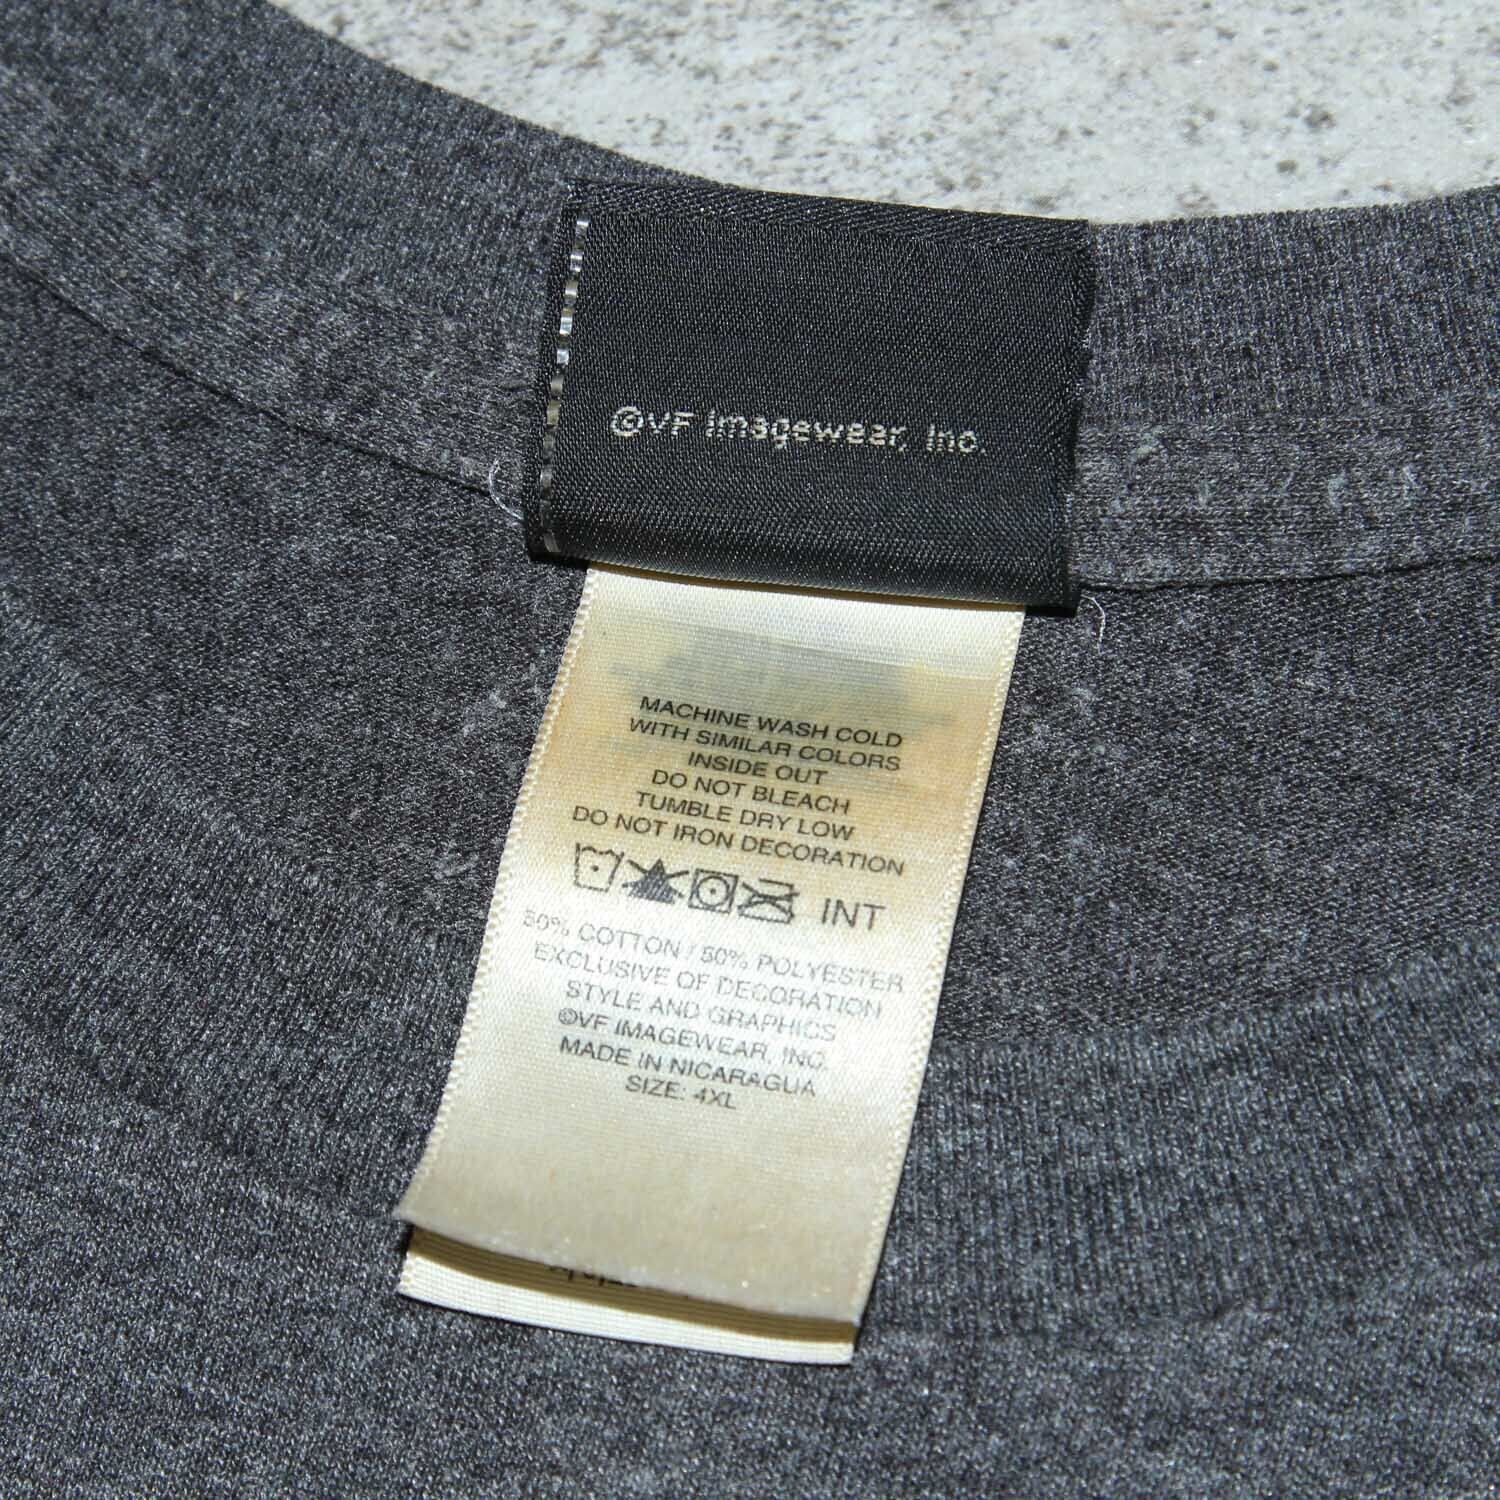 ©VF Imagewear, Inc.
MACHINE WASH COLD
WITH SIMILAR COLORS
INSIDE OUT
DO NOT BLEACH
TUMBLE DRY LOW
DO NOT IRON DECORATION
INT
50% COTTON / 50% POLYESTER
EXCLUSIVE OF DECORATION
STYLE AND GRAPHICS
©VF IMAGEWEAR, INC.
MADE IN NICARAGUA
SIZE: 4XL